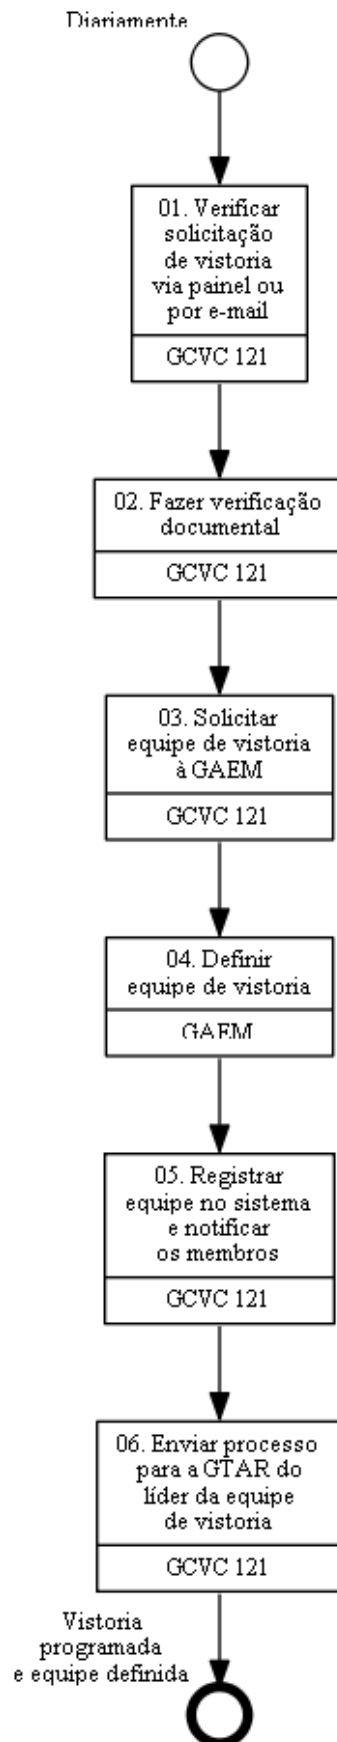 Diariamente
01. Verificar
solicitação
de vistoria
via painel ou
por e-mail
GCVC 121
02. Fazer verificação
documental
GCVC 121
03. Solicitar
equipe de vistoria
à GAEM
GCVC 121
04. Definir
equipe de vistoria
GAEM
05. Registrar
equipe no sistema
e notificar
os membros
GCVC 121
06. Enviar processo
para a GTAR do
líder da equipe
de vistoria
GCVC 121
Vistoria
programada
e equipe definida